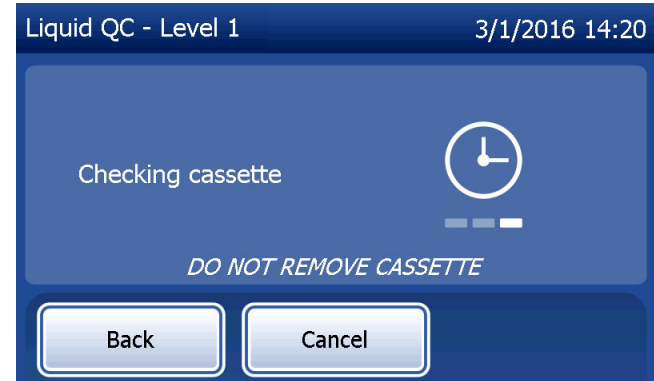 Liquid QC - Level 1 3/1/2016 14:20
Checking cassette
DO NOT REMOVE CASSETTE
Back Cancel